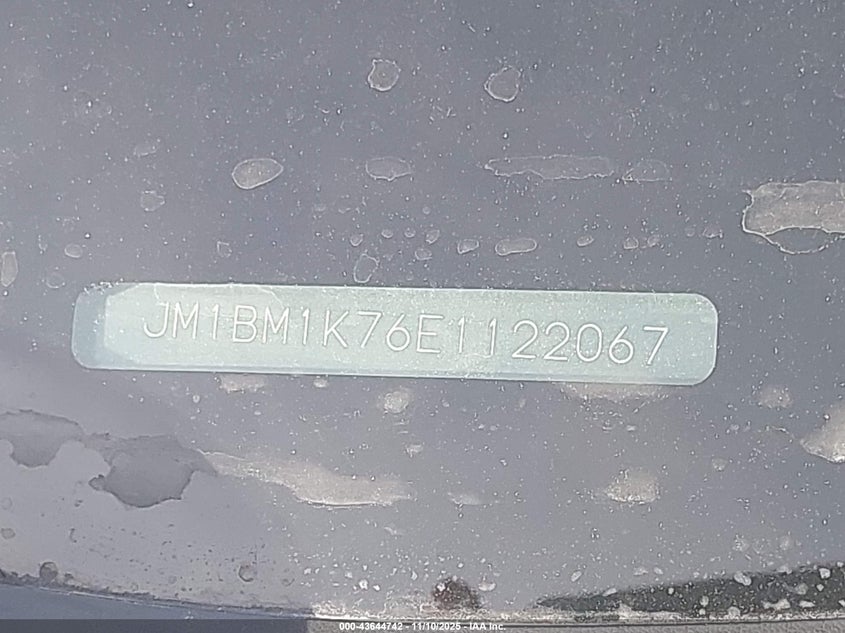 JM1BM1K76E1122067
000-43644742 - 11/10/2025 - IAA Inc.